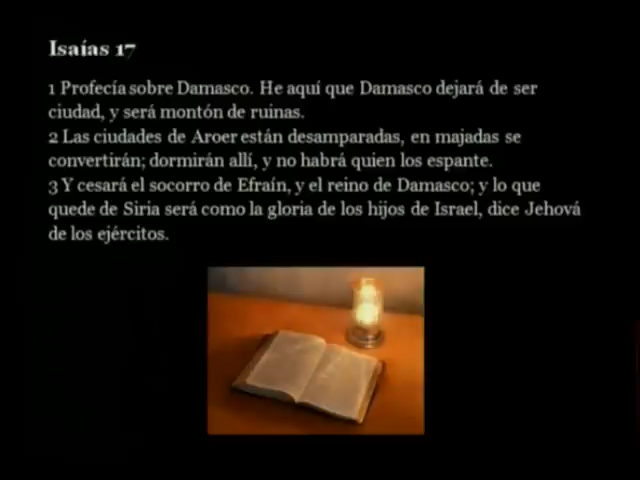 Isaías 17
1 Profecía sobre Damasco. He aquí que Damasco dejará de ser
ciudad, y será montón de ruinas.
2 Las ciudades de Aroer están desamparadas, en majadas se
convertirán; dormirán allí, y no habrá quien los espante.
3 Y cesará el socorro de Efraín, y el reino de Damasco; y lo que
quede de Siria será como la gloria de los hijos de Israel, dice Jehová
de los ejércitos.